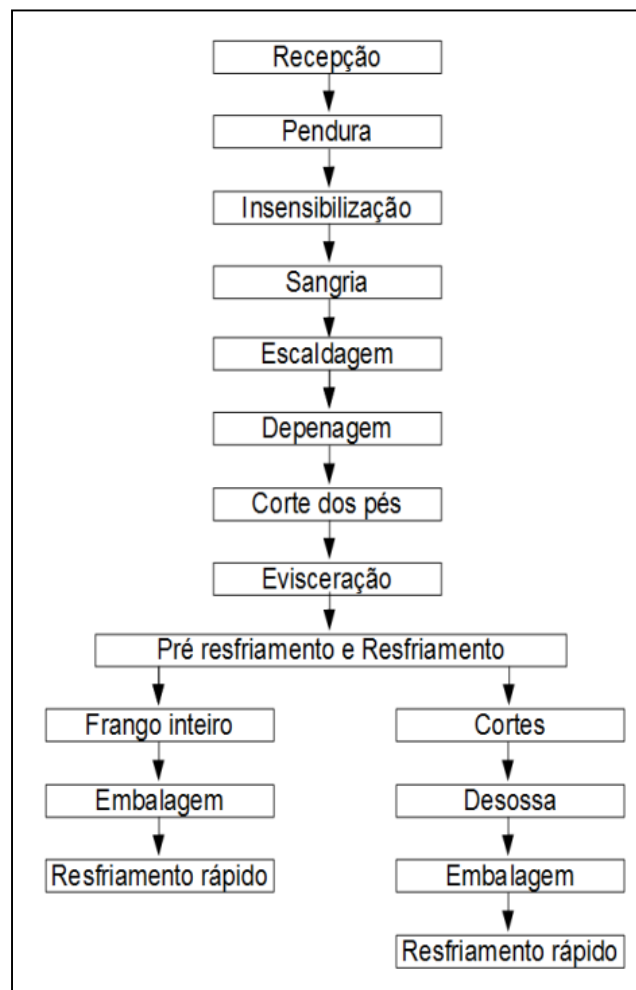 Recepção
Pendura
Insensibilização
Sangria
Escaldagem
Depenagem
Corte dos pés
Evisceração
Pré resfriamento e Resfriamento
Frango inteiro
Embalagem
Resfriamento rápido
Cortes
Desossa
Embalagem
Resfriamento rápido